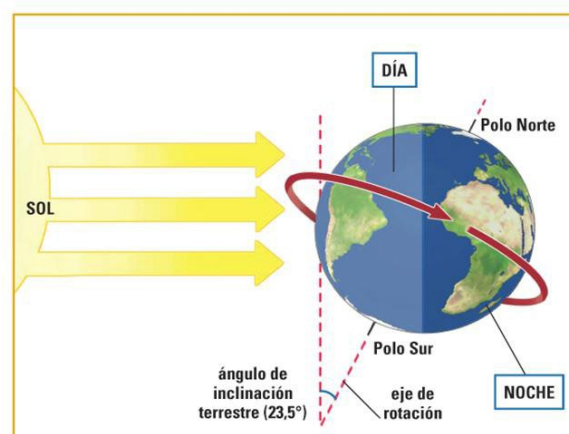 DÍA
Polo Norte
SOL
Polo Sur
ángulo de
inclinación
terrestre (23,5°)
eje de
rotación
NOCHE